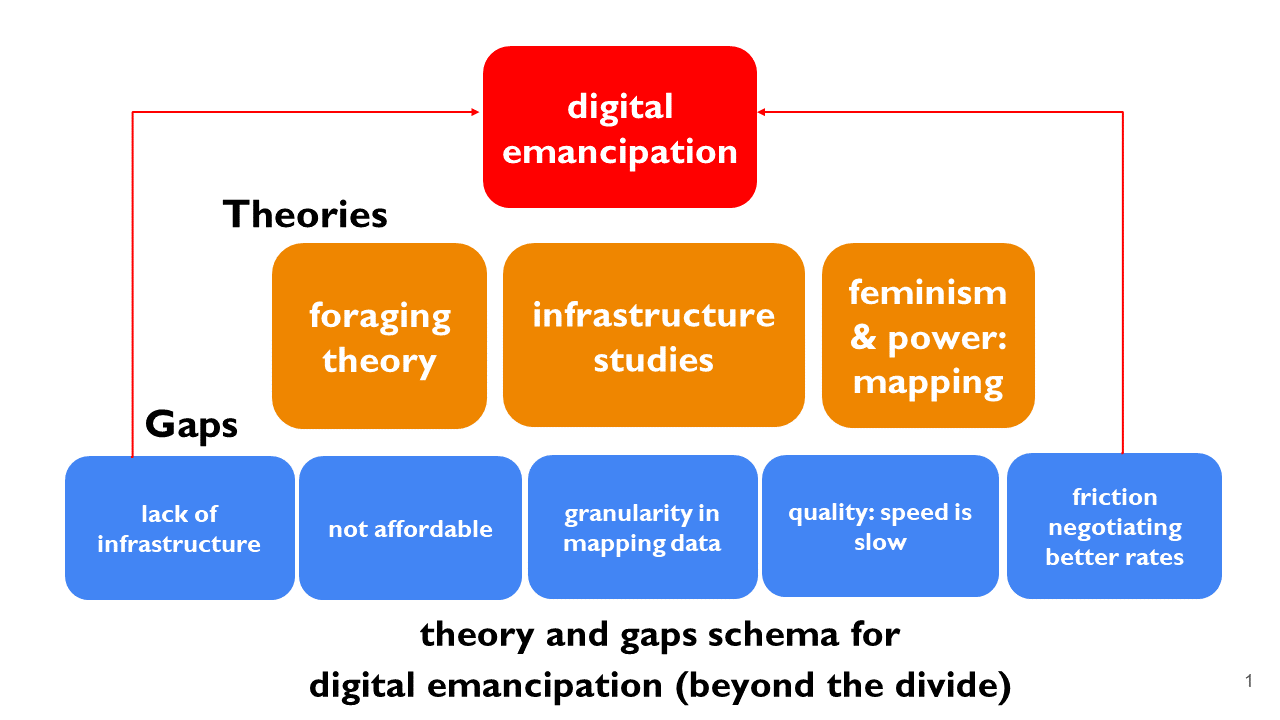 digital
emancipation
Theories
foraging
theory
infrastructure
studies
feminism
& power:
mapping
Gaps
lack of
infrastructure
not affordable
granularity in
mapping data
quality: speed is
slow
friction
negotiating
better rates
theory and gaps schema for
digital emancipation (beyond the divide)
1